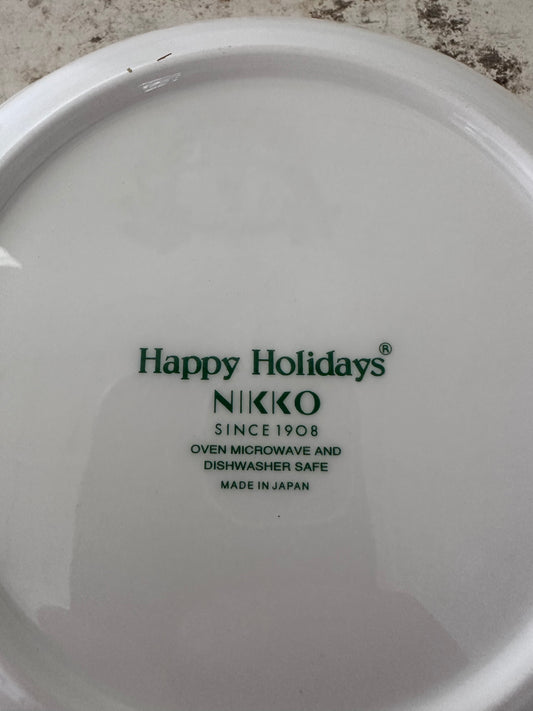 Happy Holidays®
NIKKO
SINCE 1908
OVEN MICROWAVE AND
DISHWASHER SAFE
MADE IN JAPAN